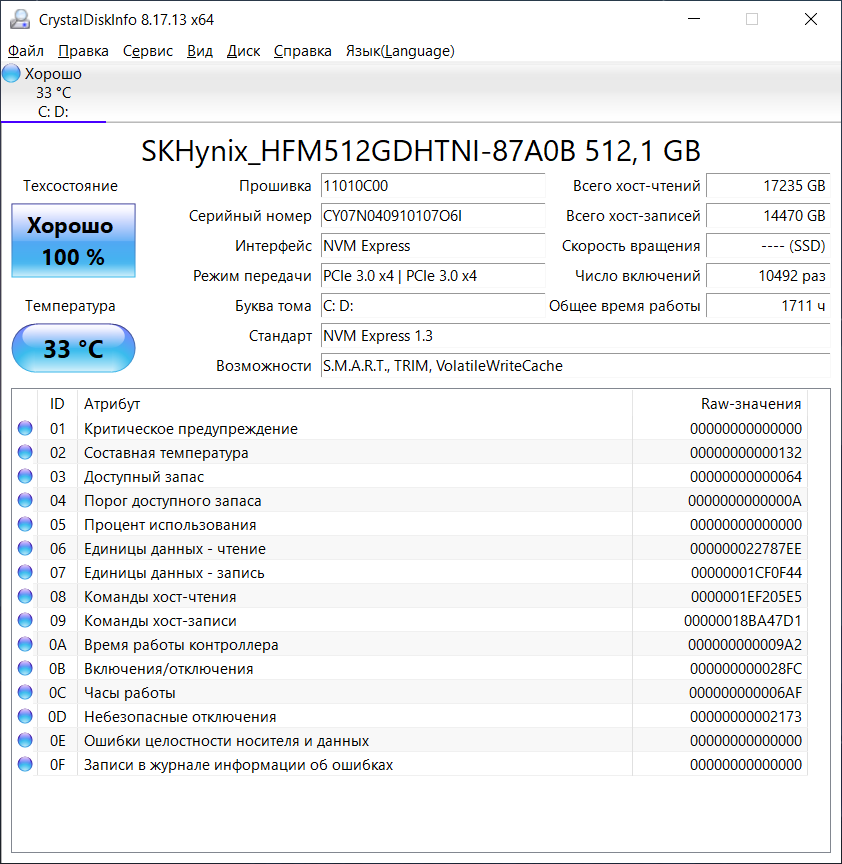 CrystalDiskInfo 8.17.13 x64
Файл Правка Сервис Вид Диск Справка Язык(Language)
Хорошо
33 °C
C: D:
SKHynix_HFM512GDHTNI-87A0B 512,1 GB
Техсостояние
Хорошо
100 %
Температура
33 °C
Прошивка 11010C00 Всего хост-чтений 17235 GB
Серийный номер CY07N040910107O6I Всего хост-записей 14470 GB
Интерфейс NVM Express Скорость вращения ---- (SSD)
Режим передачи PCIe 3.0 x4 | PCIe 3.0 x4 Число включений 10492 раз
Буква тома C: D: Общее время работы 1711 ч
Стандарт NVM Express 1.3
Возможности S.M.A.R.T., TRIM, VolatileWriteCache
ID Атрибут Raw-значения
01 Критическое предупреждение 00000000000000
02 Составная температура 00000000000132
03 Доступный запас 00000000000064
04 Порог доступного запаса 0000000000000A
05 Процент использования 00000000000000
06 Единицы данных - чтение 000000022787EE
07 Единицы данных - запись 00000001CF0F44
08 Команды хост-чтения 0000001EF205E5
09 Команды хост-записи 00000018BA47D1
0A Время работы контроллера 000000000009A2
0B Включения/отключения 000000000028FC
0C Часы работы 000000000006AF
0D Небезопасные отключения 00000000002173
0E Ошибки целостности носителя и данных 00000000000000
0F Записи в журнале информации об ошибках 00000000000000